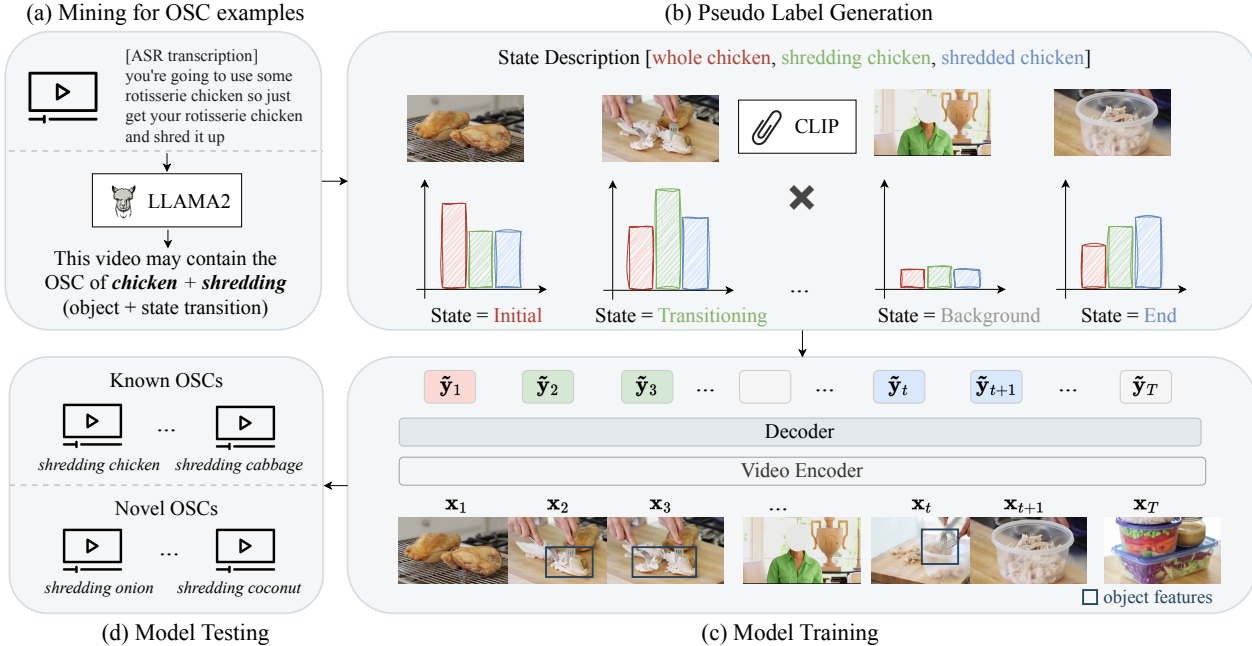 (a) Mining for OSC examples
[ASR transcription]
you're going to use some
rotisserie chicken so just
get your rotisserie chicken
and shred it up
LLAMA2
This video may contain the
OSC of chicken + shredding
(object + state transition)
(b) Pseudo Label Generation
State Description [whole chicken, shredding chicken, shredded chicken]
CLIP
...
State = Initial
State = Transitioning
State = Background
State = End
ỹ1 ỹ2 ỹ3 ... ... ỹt ỹt+1 ... ỹT
Decoder
Video Encoder
x1 x2 x3 ... xt xt+1 xT
object features
(c) Model Training
Known OSCs
...
shredding chicken shredding cabbage
Novel OSCs
...
shredding onion shredding coconut
(d) Model Testing